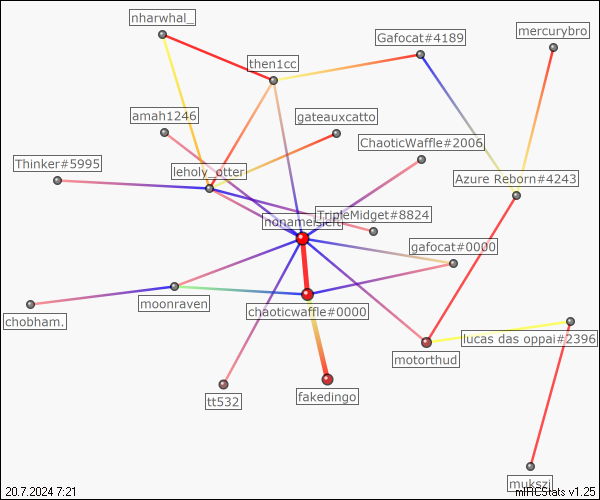 nharwhal_
mercurybro
Gafocat#4189
then1cc
amah1246
gateauxcatto
ChaoticWaffle#2006
Thinker#5995
leholy_otter
Azure Reborn#4243
TripleMidget#8824
gafocat#0000
moonraven
chaoticwaffle#0000
chobham.
lucas das oppai#2396
motorthud
tt532
fakedingo
20.7.2024 7:21
mIRCStats v1.25